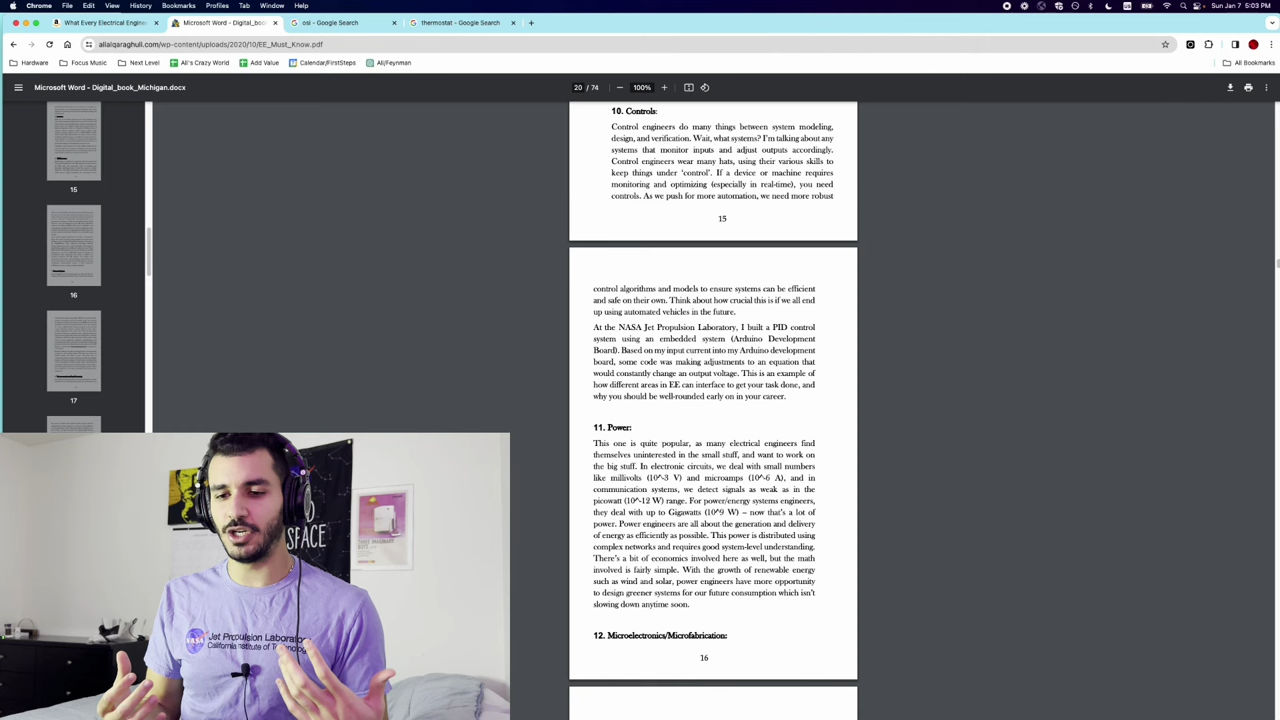 Chrome File Edit View History Bookmarks Profiles Tab Window Help Sun Jan 7 5:03 PM
What Every Electrical Engineer Microsoft Word - Digital_book osi - Google Search thermostat - Google Search
allalqaraghuli.com/wp-content/uploads/2020/10/EE_Must_Know.pdf
Hardware Focus Music Next Level Ali's Crazy World Add Value Calendar/FirstSteps Ali/Feynman All Bookmarks
Microsoft Word - Digital_book_Michigan.docx 20 / 74 100%
15
16
17
10. Controls:
Control engineers do many things between system modeling,
design, and verification. Wait, what systems? I'm talking about any
systems that monitor inputs and adjust outputs accordingly.
Control engineers wear many hats, using their various skills to
keep things under 'control'. If a device or machine requires
monitoring and optimizing (especially in real-time), you need
controls. As we push for more automation, we need more robust
15
control algorithms and models to ensure systems can be efficient
and safe on their own. Think about how crucial this is if we all end
up using automated vehicles in the future.
At the NASA Jet Propulsion Laboratory, I built a PID control
system using an embedded system (Arduino Development
Board). Based on my input current into my Arduino development
board, some code was making adjustments to an equation that
would constantly change an output voltage. This is an example of
how different areas in EE can interface to get your task done, and
why you should be well-rounded early on in your career.
11. Power:
This one is quite popular, as many electrical engineers find
themselves uninterested in the small stuff, and want to work on
the big stuff. In electronic circuits, we deal with small numbers
like millivolts (10^-3 V) and microamps (10^-6 A), and in
communication systems, we detect signals as weak as in the
picowatt (10^-12 W) range. For power/energy systems engineers,
they deal with up to Gigawatts (10^9 W) – now that's a lot of
power. Power engineers are all about the generation and delivery
of energy as efficiently as possible. This power is distributed using
complex networks and requires good system-level understanding.
There's a bit of economics involved here as well, but the math
involved is fairly simple. With the growth of renewable energy
such as wind and solar, power engineers have more opportunity
to design greener systems for our future consumption which isn't
slowing down anytime soon.
12. Microelectronics/Microfabrication:
16
SPACE
NASA Jet Propulsion Laborato
California Institute of Technolog